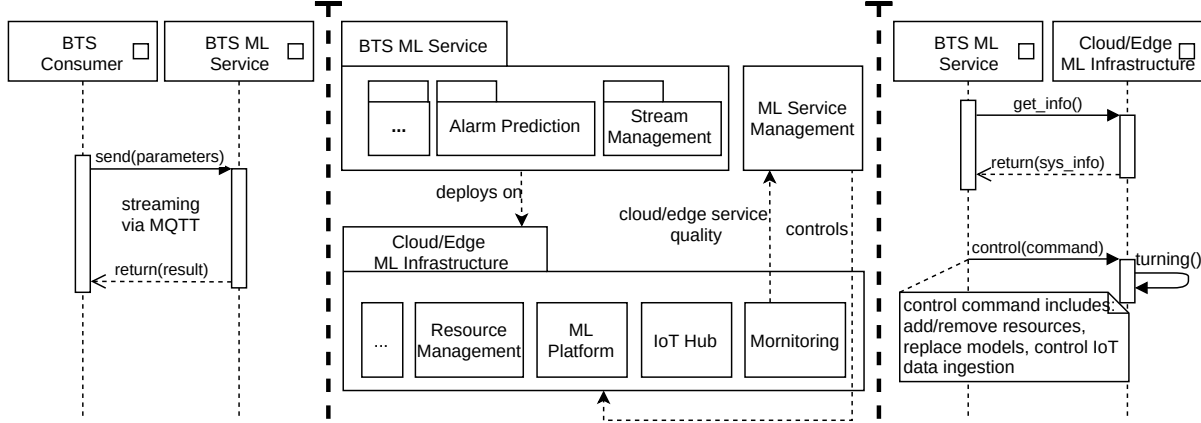 BTS
Consumer
BTS ML
Service
send(parameters)
streaming
via MQTT
return(result)
BTS ML Service
...
Alarm Prediction
Stream
Management
ML Service
Management
deploys on
cloud/edge service
quality
controls
Cloud/Edge
ML Infrastructure
...
Resource
Management
ML
Platform
IoT Hub
Mornitoring
BTS ML
Service
Cloud/Edge
ML Infrastructure
get_info()
return(sys_info)
control(command)
turning()
control command includes:
add/remove resources,
replace models, control IoT
data ingestion